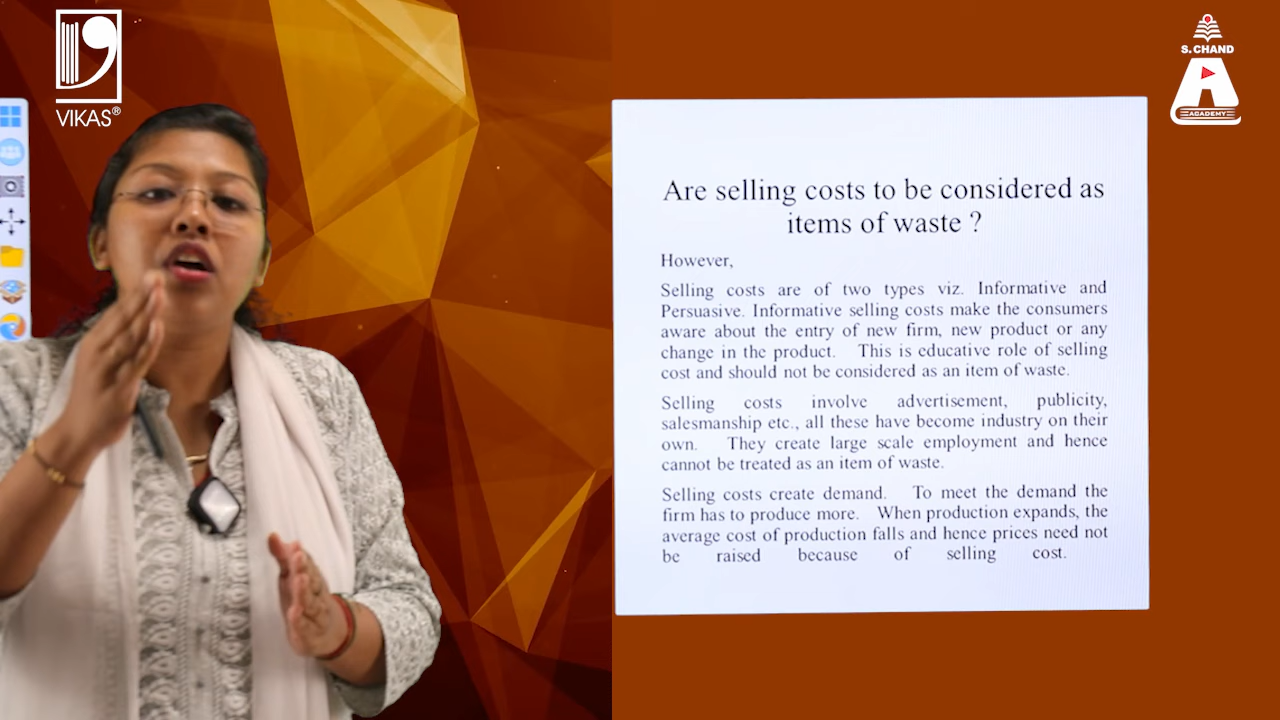 VIKAS®
S.CHAND
ACADEMY
Are selling costs to be considered as
items of waste ?
However,
Selling costs are of two types viz. Informative and
Persuasive. Informative selling costs make the consumers
aware about the entry of new firm, new product or any
change in the product. This is educative role of selling
cost and should not be considered as an item of waste.
Selling costs involve advertisement, publicity,
salesmanship etc., all these have become industry on their
own. They create large scale employment and hence
cannot be treated as an item of waste.
Selling costs create demand. To meet the demand the
firm has to produce more. When production expands, the
average cost of production falls and hence prices need not
be raised because of selling cost.